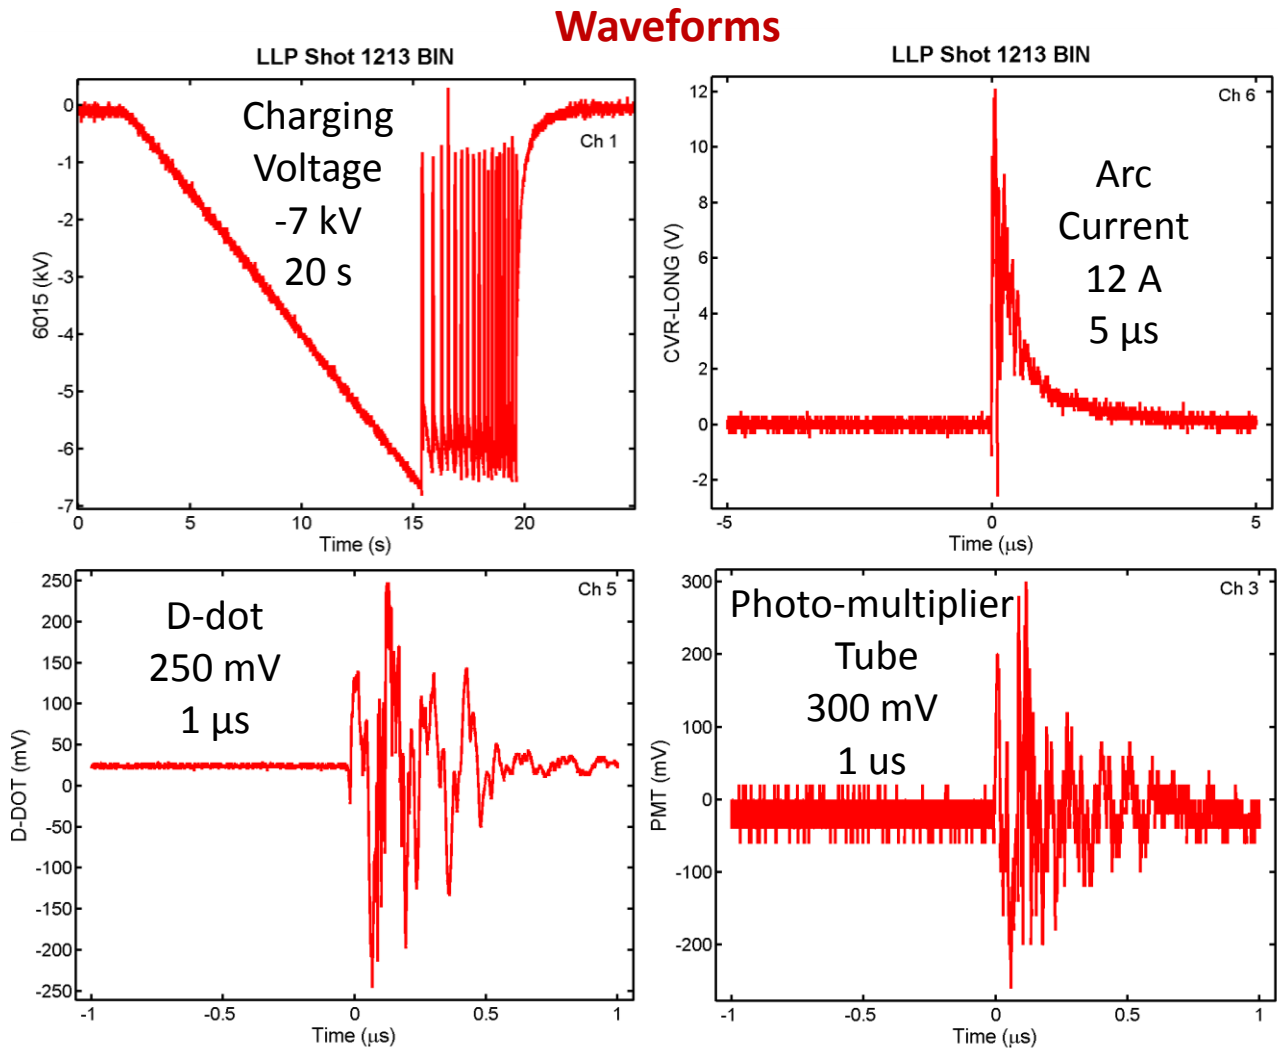 Waveforms
LLP Shot 1213 BIN
Charging
Voltage
-7 kV
20 s
Ch 1
6015 (kV)
0
-1
-2
-3
-4
-5
-6
-7
0
5
10
15
20
Time (s)
LLP Shot 1213 BIN
Ch 6
Arc
Current
12 A
5 µs
CVR-LONG (V)
12
10
8
6
4
2
0
-2
-5
0
5
Time (µs)
Ch 5
D-dot
250 mV
1 µs
D-DOT (mV)
250
200
150
100
50
0
-50
-100
-150
-200
-250
-1
-0.5
0
0.5
1
Time (µs)
Ch 3
Photo-multiplier
Tube
300 mV
1 us
PMT (mV)
300
200
100
0
-100
-200
-1
-0.5
0
0.5
1
Time (µs)